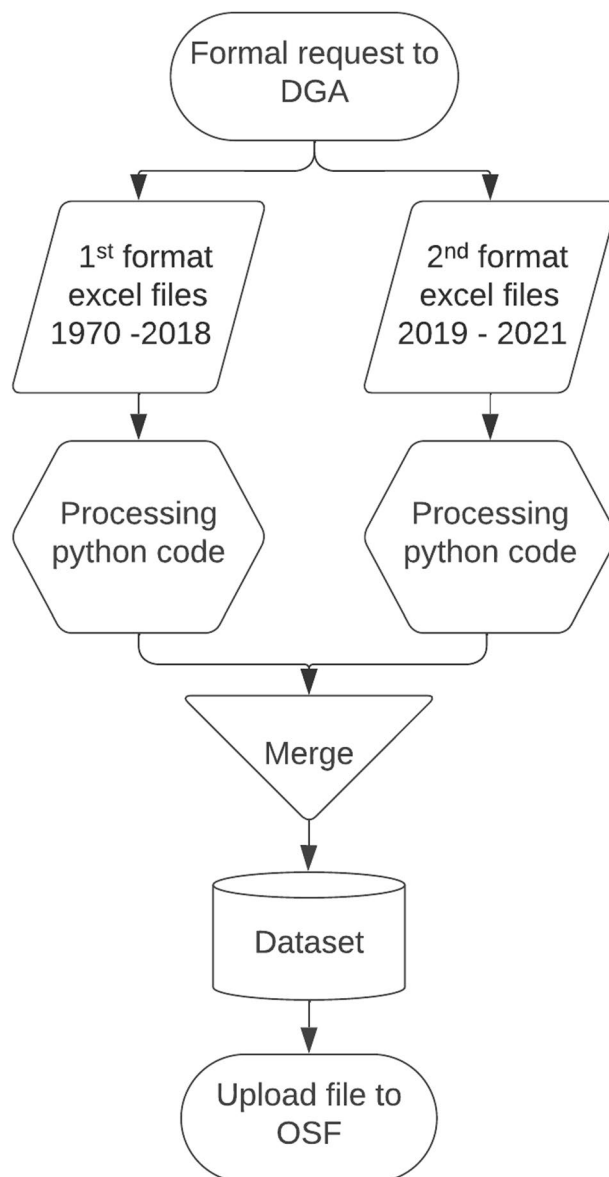 Formal request to
DGA
1st format
excel files
1970 -2018
2nd format
excel files
2019 - 2021
Processing
python code
Processing
python code
Merge
Dataset
Upload file to
OSF